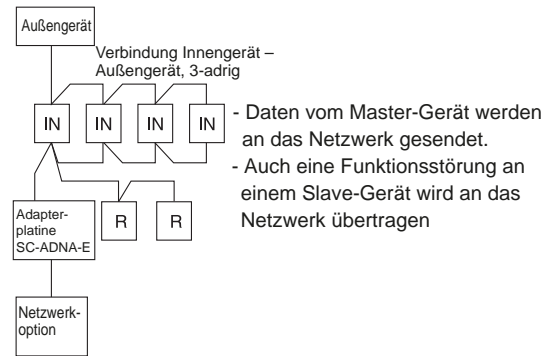 Außengerät
Verbindung Innengerät –
Außengerät, 3-adrig
IN
IN
IN
IN
- Daten vom Master-Gerät werden
an das Netzwerk gesendet.
- Auch eine Funktionsstörung an
einem Slave-Gerät wird an das
Netzwerk übertragen
Adapter-
platine
SC-ADNA-E
R
R
Netzwerk-
option